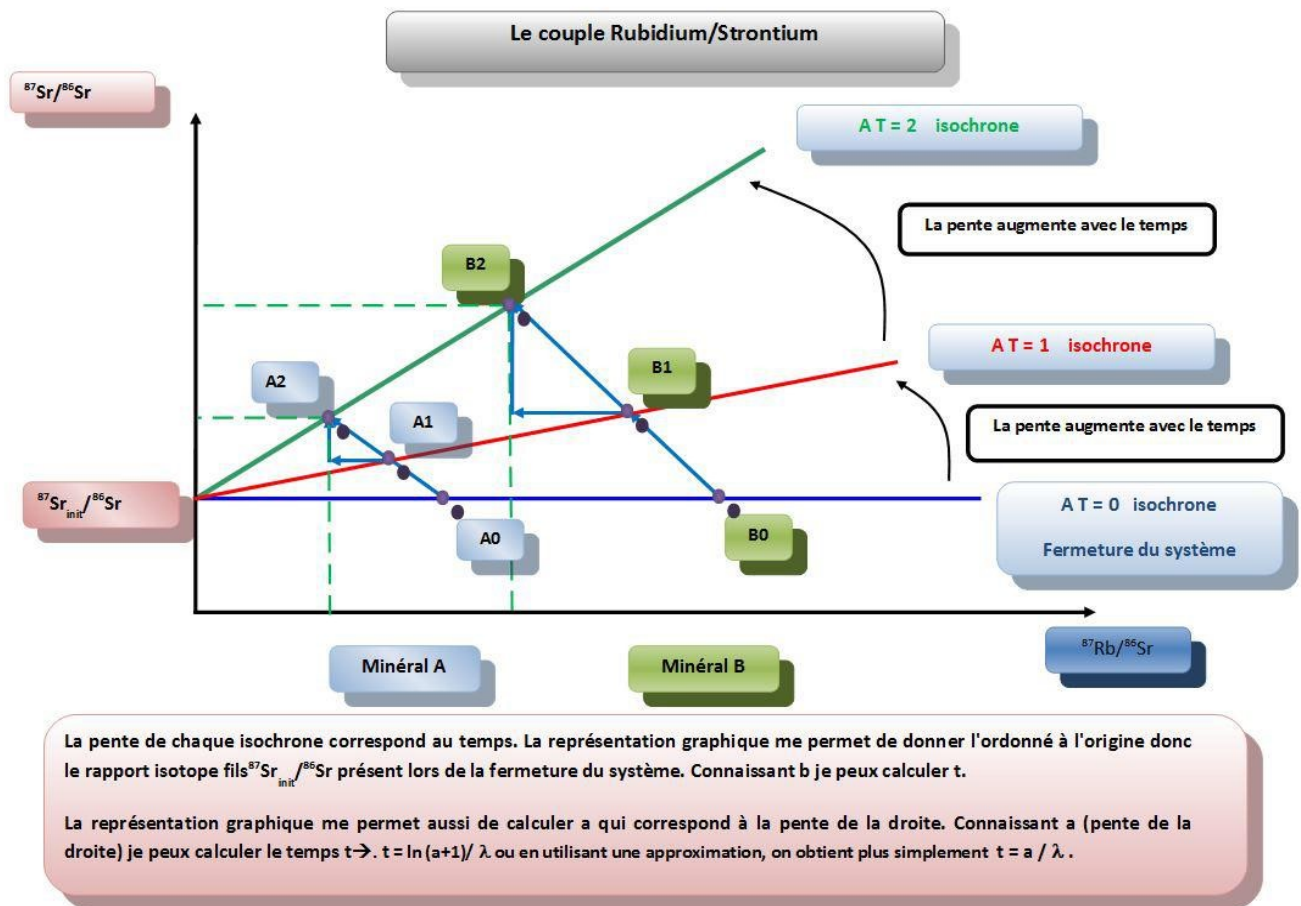 Le couple Rubidium/Strontium
⁸⁷Sr/⁸⁶Sr
A T = 2 isochrone
La pente augmente avec le temps
B2
A T = 1 isochrone
B1
A2
A1
La pente augmente avec le temps
⁸⁷Sr_init/⁸⁶Sr
A T = 0 isochrone
Fermeture du système
A0
B0
⁸⁷Rb/⁸⁶Sr
Minéral A
Minéral B
La pente de chaque isochrone correspond au temps. La représentation graphique me permet de donner l'ordonné à l'origine donc
le rapport isotope fils⁸⁷Sr_init/⁸⁶Sr présent lors de la fermeture du système. Connaissant b je peux calculer t.
La représentation graphique me permet aussi de calculer a qui correspond à la pente de la droite. Connaissant a (pente de la
droite) je peux calculer le temps t→. t = ln (a+1)/ λ ou en utilisant une approximation, on obtient plus simplement t = a / λ .